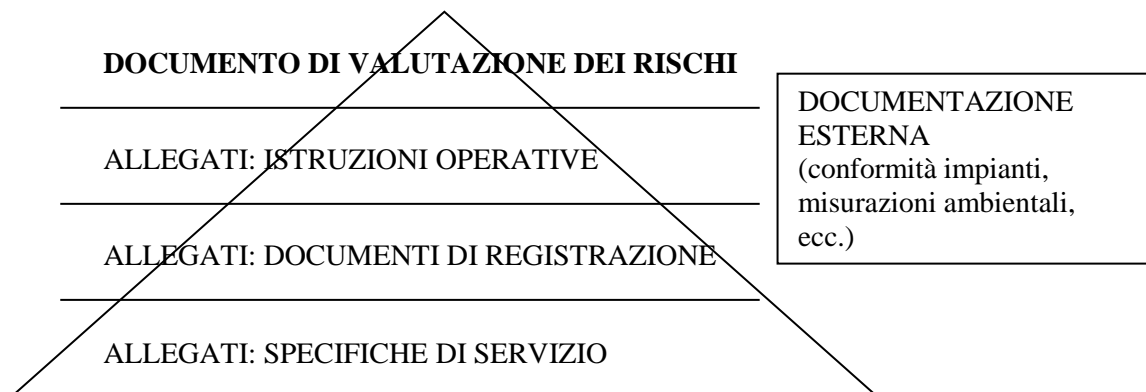 DOCUMENTO DI VALUTAZIONE DEI RISCHI
ALLEGATI: ISTRUZIONI OPERATIVE
ALLEGATI: DOCUMENTI DI REGISTRAZIONE
ALLEGATI: SPECIFICHE DI SERVIZIO
DOCUMENTAZIONE
ESTERNA
(conformità impianti,
misurazioni ambientali,
ecc.)